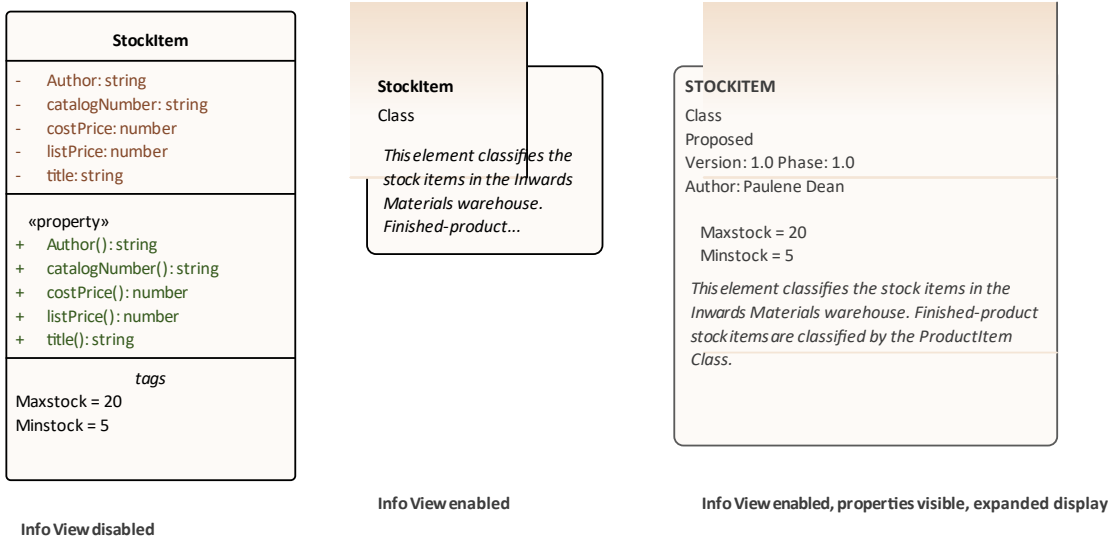 StockItem
- Author: string
- catalogNumber: string
- costPrice: number
- listPrice: number
- title: string
«property»
+ Author(): string
+ catalogNumber(): string
+ costPrice(): number
+ listPrice(): number
+ title(): string
tags
Maxstock = 20
Minstock = 5
Info View disabled
StockItem
Class
This element classifies the
stock items in the Inwards
Materials warehouse.
Finished-product...
Info View enabled
STOCKITEM
Class
Proposed
Version: 1.0 Phase: 1.0
Author: Paulene Dean
Maxstock = 20
Minstock = 5
This element classifies the stock items in the
Inwards Materials warehouse. Finished-product
stock items are classified by the ProductItem
Class.
Info View enabled, properties visible, expanded display